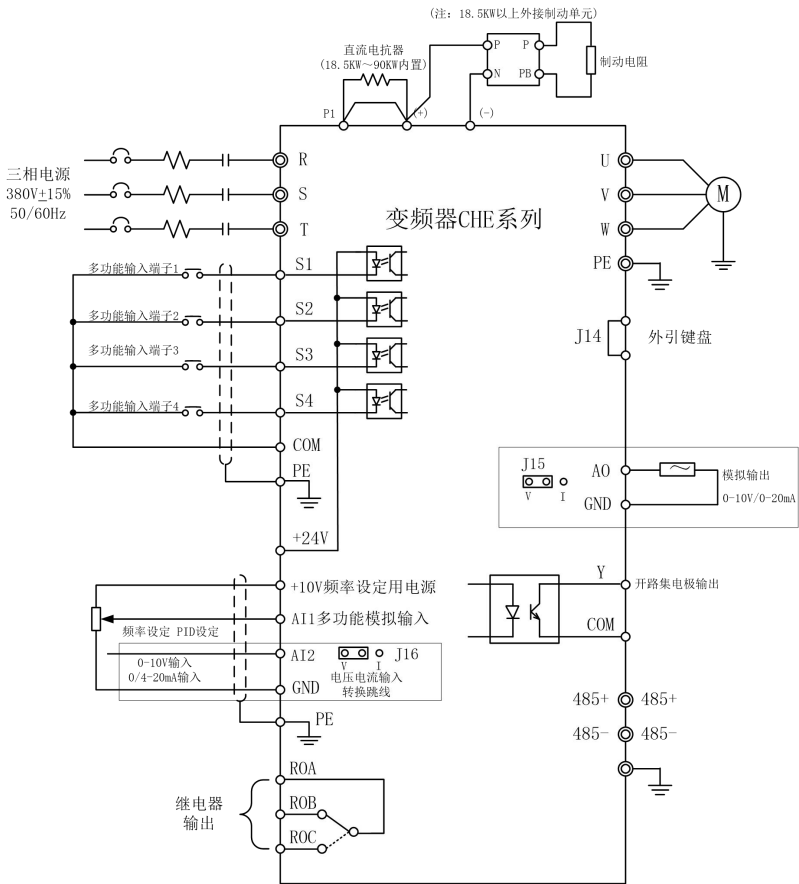 (注: 18.5KW以上外接制动单元)
直流电抗器
(18.5KW～90KW内置)
P
P
N
PB
制动电阻
P1
(+)
(-)
三相电源
380V±15%
50/60Hz
R
S
T
变频器CHE系列
U
V
W
M
PE
多功能输入端子1
S1
多功能输入端子2
S2
多功能输入端子3
S3
多功能输入端子4
S4
COM
PE
+24V
J14
外引键盘
J15
V
I
AO
GND
模拟输出
0-10V/0-20mA
+10V频率设定用电源
AI1多功能模拟输入
频率设定 PID设定
0-10V输入
0/4-20mA输入
AI2
J16
V
I
电压电流输入
转换跳线
GND
PE
Y
开路集电极输出
COM
485+
485+
485-
485-
继电器
输出
ROA
ROB
ROC